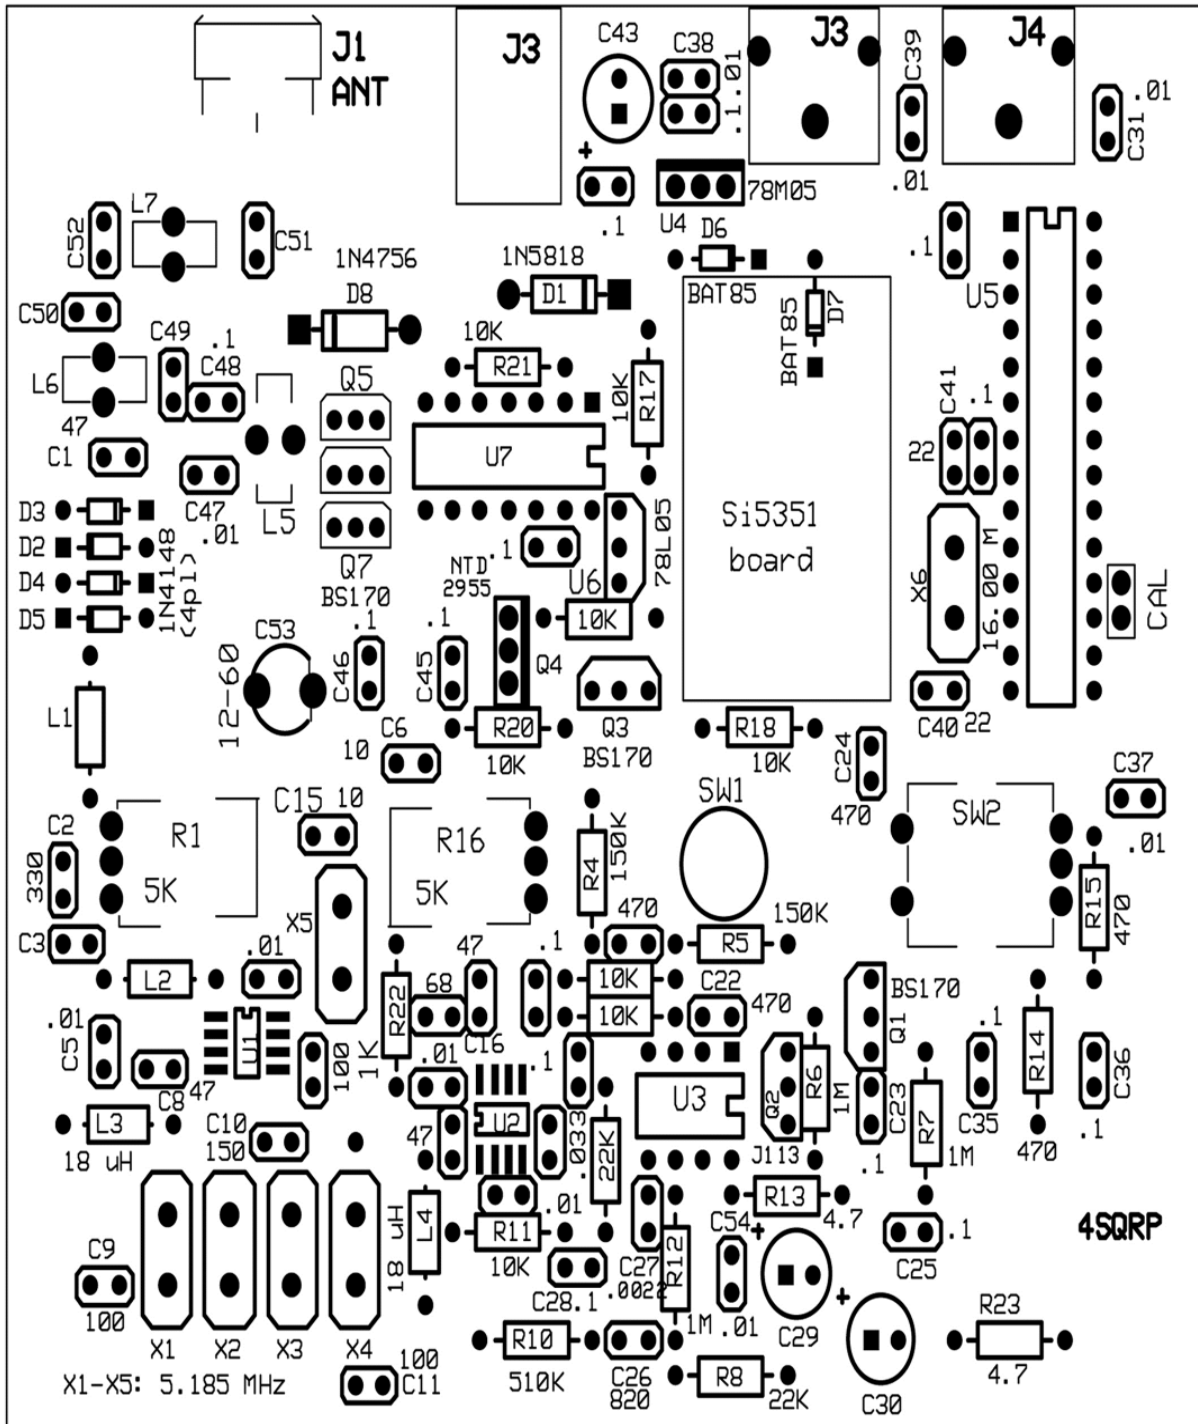 J1
ANT
J3
C43
C38
.01
.1
J3
C39
.01
J4
.01
C31
+
.1
U4
78M05
C52
L7
C51
1N4756
D8
1N5818
D1
D6
BAT85
BAT85
D7
.1
U5
C50
C49
.1
C48
L6
47
C1
C47
.01
L5
Q5
Q7
BS170
10K
R21
10K
R17
U7
C41
.1
22
Si5351
board
D3
D2
D4
D5
1N4148
(4pl)
NTD
2955
.1
U6
78L05
10K
X6
16.00 M
CAL
C53
12-60
.1
C46
.1
C45
Q4
Q3
BS170
L1
C6
10
R20
10K
R18
10K
C24
470
C40
22
C37
.01
C2
330
R1
5K
C15
10
R16
5K
R4
150K
SW1
SW2
R15
470
C3
.01
X5
L2
R22
1K
47
68
C16
.1
470
10K
10K
R5
150K
C22
470
BS170
Q1
.01
C5
C8
47
U1
100
.01
.1
U2
47
.033
22K
U3
Q2
J113
R6
1M
C23
.1
R7
1M
.1
C35
R14
470
C36
.1
L3
18 uH
C10
150
L4
18 uH
.01
R11
10K
C28
.1
C27
.0022
R12
1M
C54
.01
R13
4.7
+
C29
.1
C25
4SQRP
C9
100
X1
X2
X3
X4
X1-X5: 5.185 MHz
100
C11
R10
510K
C26
820
R8
22K
+
C30
R23
4.7